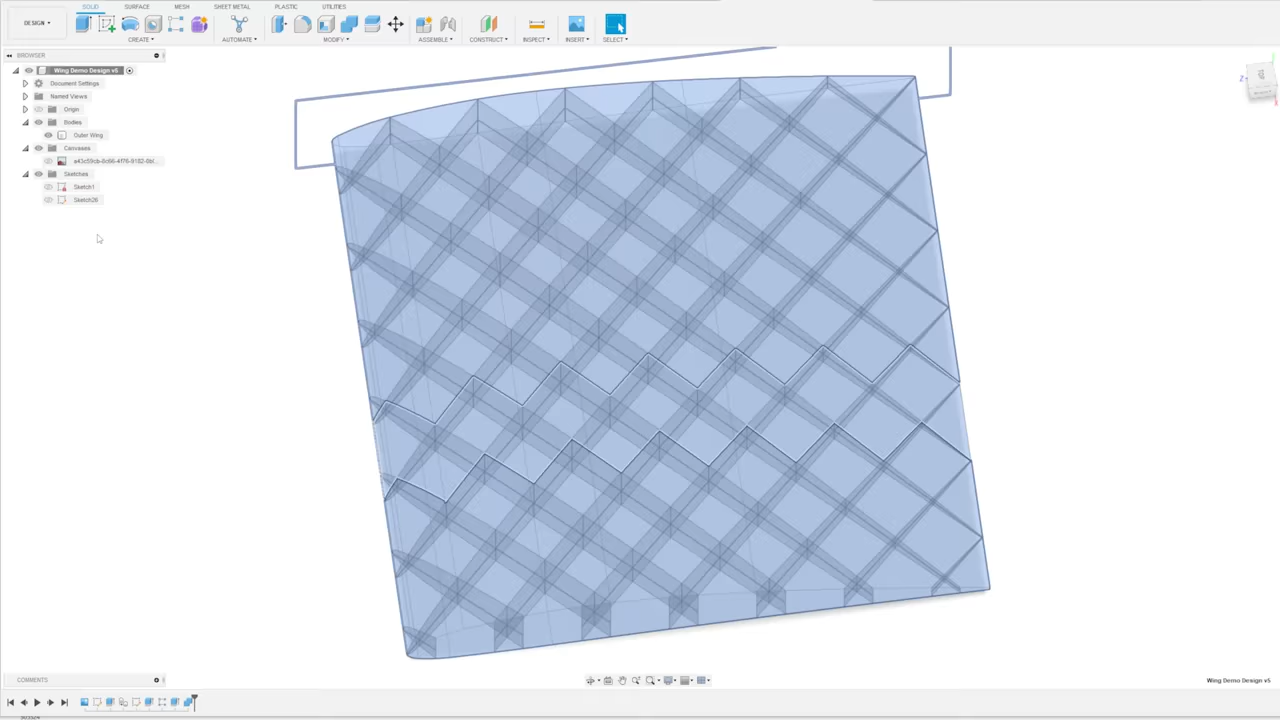 SOLID SURFACE MESH SHEET METAL PLASTIC UTILITIES
DESIGN
CREATE AUTOMATE MODIFY ASSEMBLE CONSTRUCT INSPECT INSERT SELECT
BROWSER
Wing Demo Design v5
Document Settings
Named Views
Origin
Bodies
Outer Wing
Canvases
Sketches
Sketch1
Sketch26
Z
COMMENTS
Wing Demo Design v5